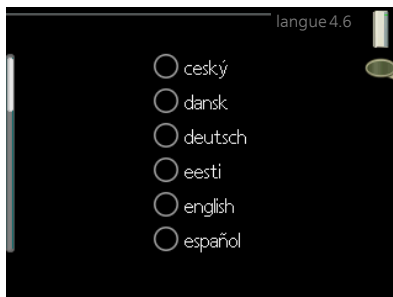 langue 4.6
ceský
dansk
deutsch
eesti
english
español